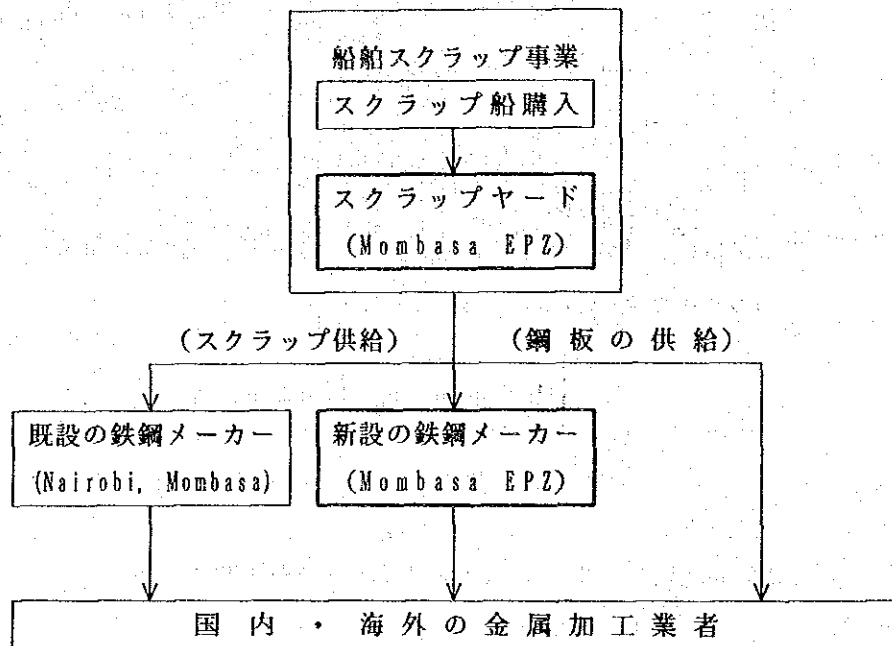 船舶スクラップ事業
スクラップ船購入
スクラップヤード
(Mombasa EPZ)
(スクラップ供給) (鋼板の供給)
既設の鉄鋼メーカー 新設の鉄鋼メーカー
(Nairobi, Mombasa) (Mombasa EPZ)
国内・海外の金属加工業者